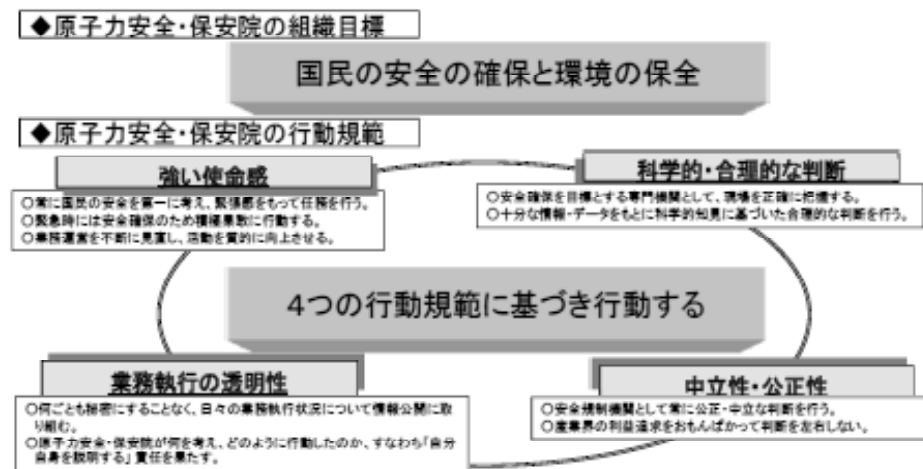 ◆原子力安全・保安院の組織目標
国民の安全の確保と環境の保全
◆原子力安全・保安院の行動規範
強い使命感
○常に国民の安全を第一に考え、緊張感をもって任務を行う。
○緊急時には安全確保のため積極果敢に行動する。
○業務運営を不断に見直し、活動を質的に向上させる。
科学的・合理的な判断
○安全確保を目標とする専門機関として、現場を正確に把握する。
○十分な情報・データをもとに科学的知見に基づいた合理的な判断を行う。
4つの行動規範に基づき行動する
業務執行の透明性
○何ごとも秘密にすることなく、日々の業務執行状況について情報公開に取
り組む。
○原子力安全・保安院が何を考え、どのように行動したのか、すなわち「自分
自身を説明する」責任を果たす。
中立性・公正性
○安全規制機関として常に公正・中立な判断を行う。
○産業界の利益追求をおもんぱかって判断を左右しない。